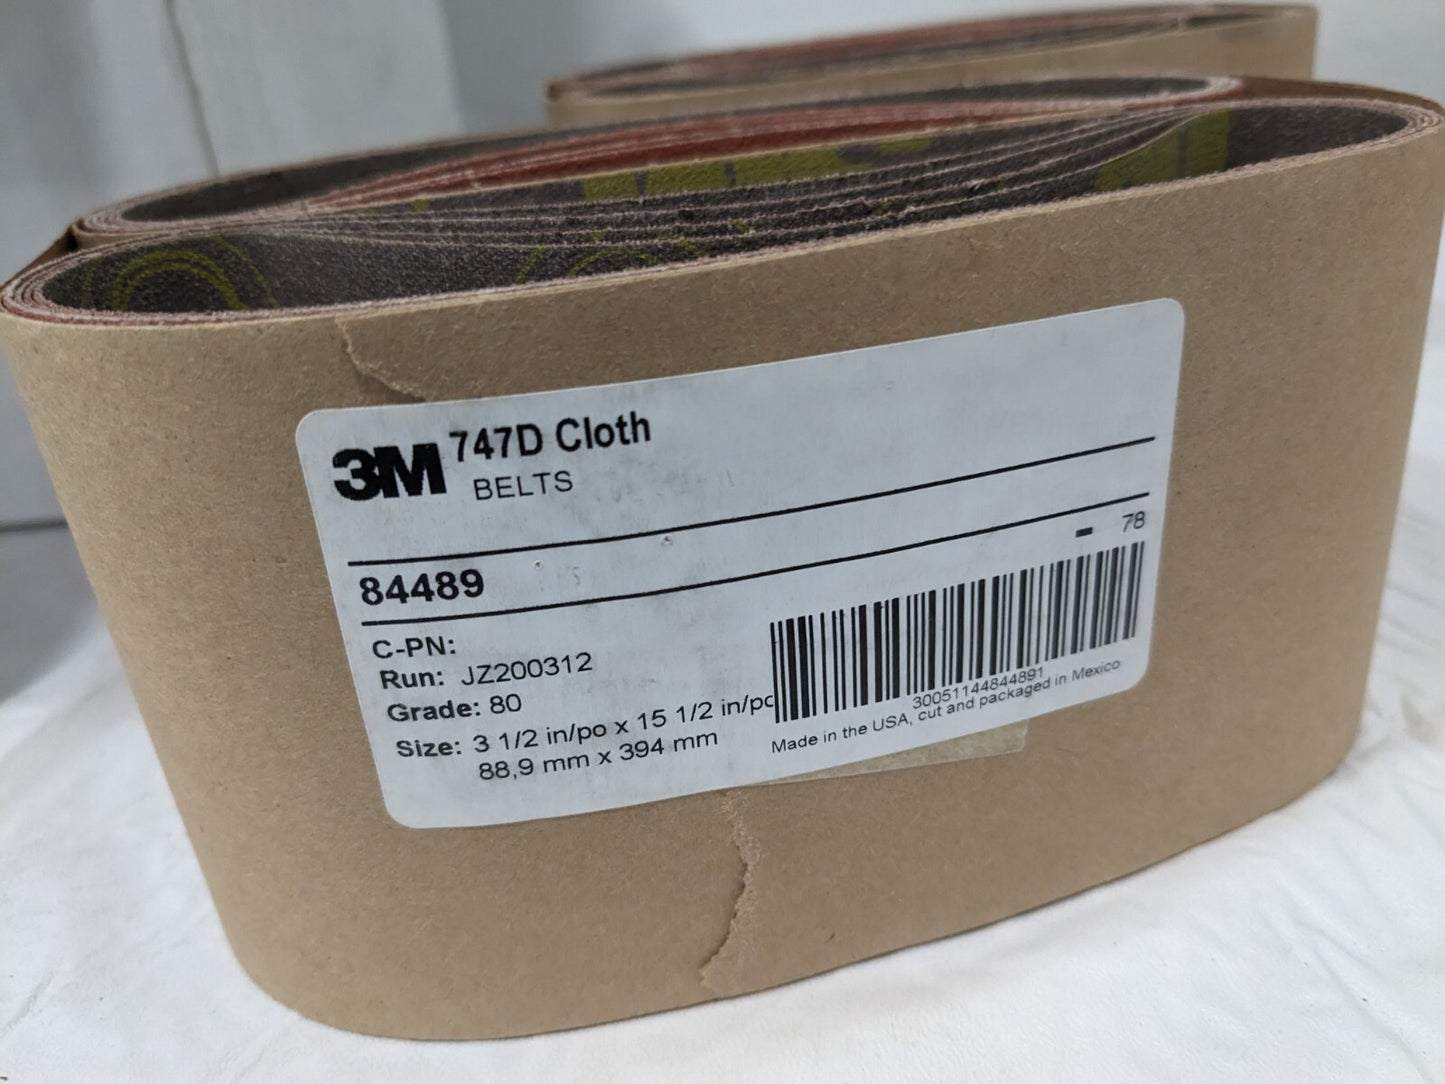 3M 747D Cloth
BELTS
84489
- 78
C-PN:
Run: JZ200312
Grade: 80
Size: 3 1/2 in/po x 15 1/2 in/po
88,9 mm x 394 mm
30051144844891
Made in the USA, cut and packaged in Mexico